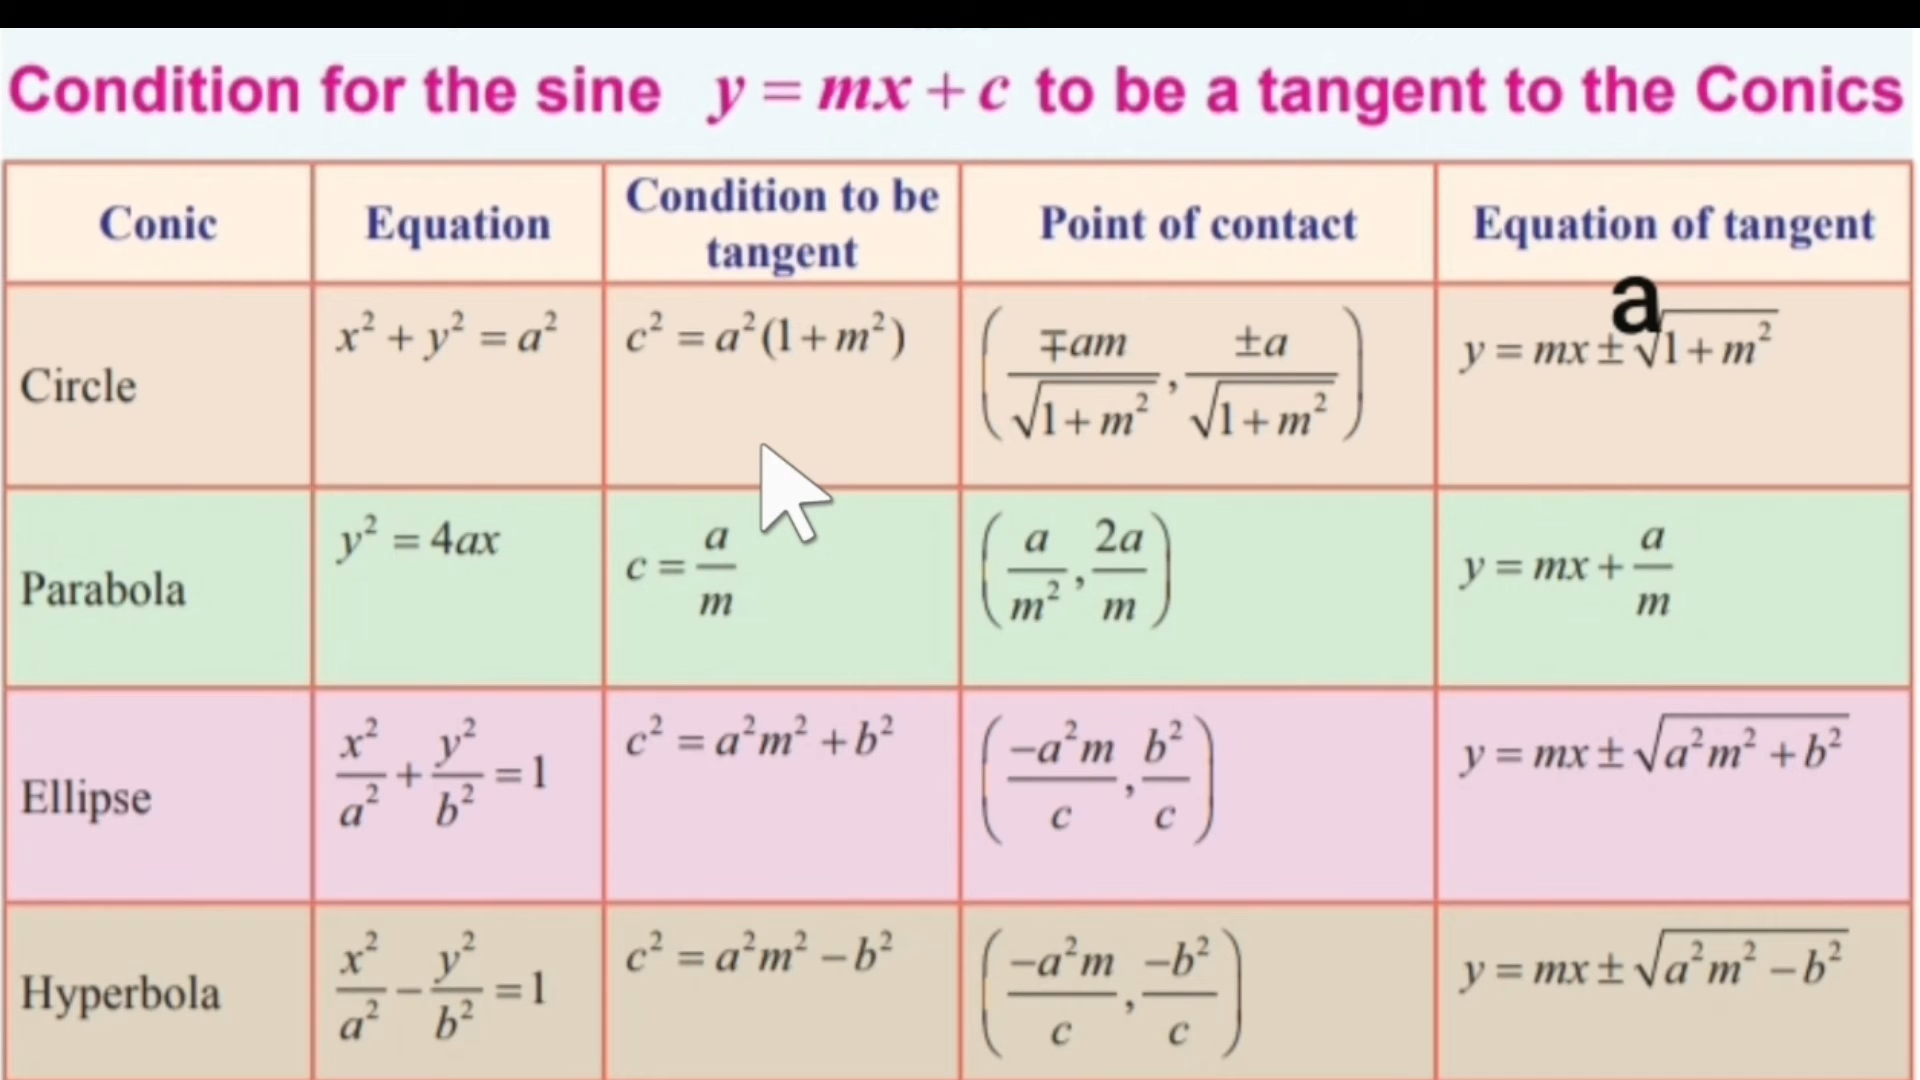 Condition for the sine y = mx + c to be a tangent to the Conics
Conic
Equation
Condition to be
tangent
Point of contact
Equation of tangent
Circle
x² + y² = a²
c² = a²(1 + m²)
(∓am/√(1 + m²), ±a/√(1 + m²))
a
y = mx ± √(1 + m²)
Parabola
y² = 4ax
c = a/m
(a/m², 2a/m)
y = mx + a/m
Ellipse
x²/a² + y²/b² = 1
c² = a²m² + b²
(−a²m/c, b²/c)
y = mx ± √(a²m² + b²)
Hyperbola
x²/a² − y²/b² = 1
c² = a²m² − b²
(−a²m/c, −b²/c)
y = mx ± √(a²m² − b²)